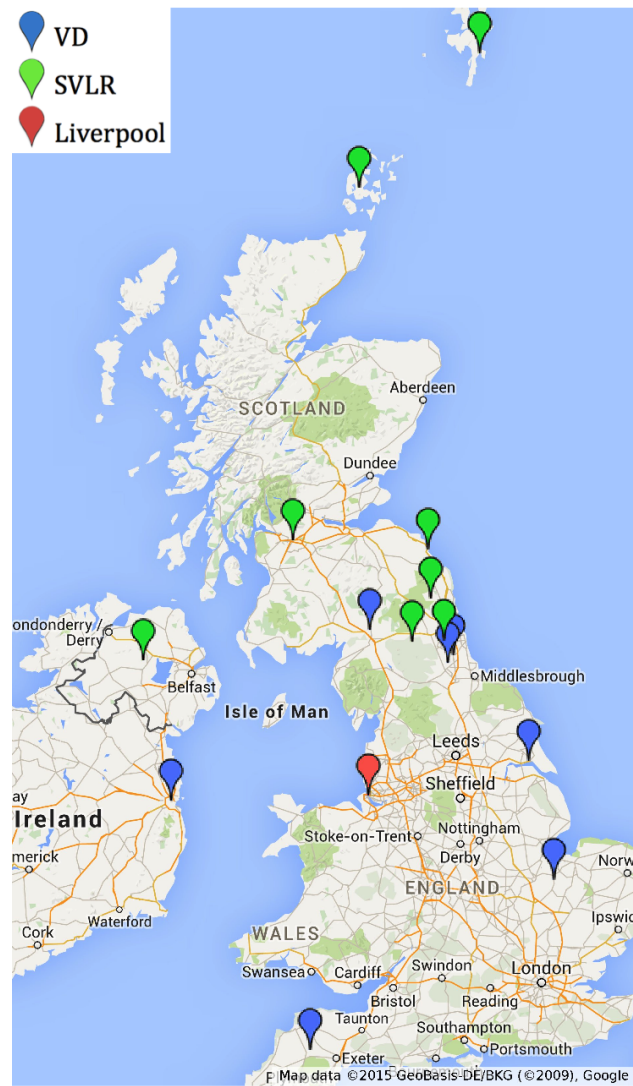 VD
SVLR
Liverpool
Aberdeen
SCOTLAND
Dundee
ondonderry /
Derry
Belfast
Middlesbrough
Isle of Man
Leeds
Sheffield
ay
Ireland
Stoke-on-Trent
Nottingham
Derby
merick
Norw
ENGLAND
Waterford
Ipswic
Cork
WALES
Swansea
Cardiff
Swindon
London
Bristol
Reading
Taunton
Southampton
Portsmouth
Exeter
Map data ©2015 GeoBasis-DE/BKG (©2009), Google